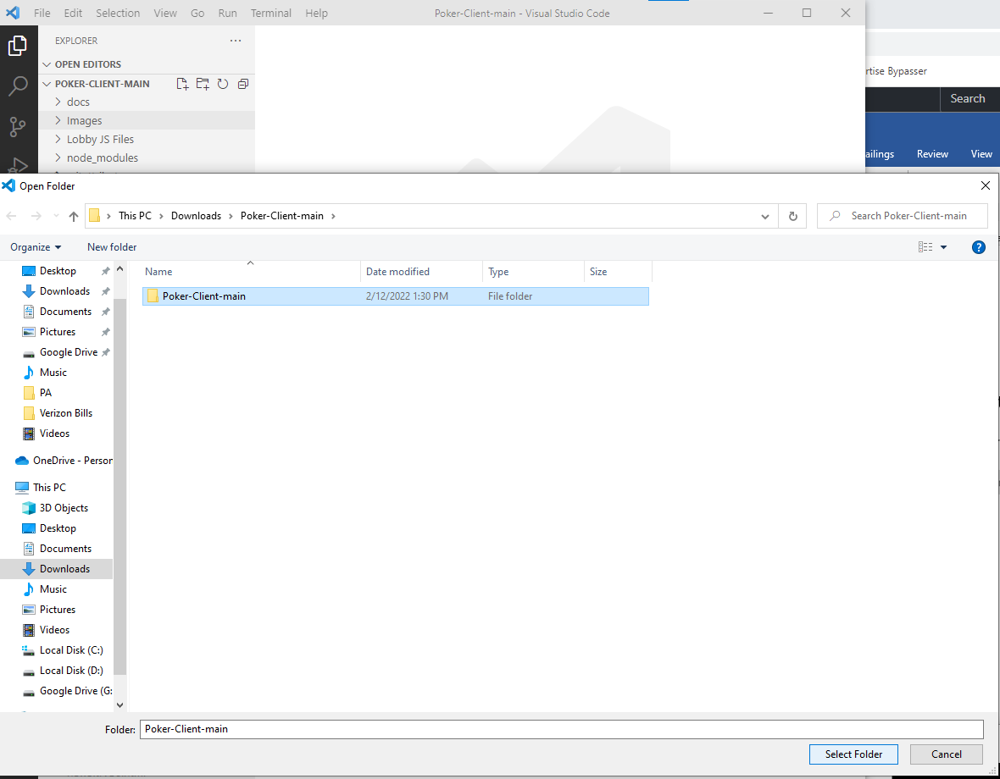 File Edit Selection View Go Run Terminal Help Poker-Client-main - Visual Studio Code
EXPLORER
OPEN EDITORS
POKER-CLIENT-MAIN
docs
Images
Lobby JS Files
node_modules
rtise Bypasser
Search
ailings Review View
Open Folder
This PC Downloads Poker-Client-main
Search Poker-Client-main
Organize New folder
Desktop
Downloads
Documents
Pictures
Google Drive
Music
PA
Verizon Bills
Videos
OneDrive - Person
This PC
3D Objects
Desktop
Documents
Downloads
Music
Pictures
Videos
Local Disk (C:)
Local Disk (D:)
Google Drive (G:
Name Date modified Type Size
Poker-Client-main 2/12/2022 1:30 PM File folder
Folder: Poker-Client-main
Select Folder Cancel